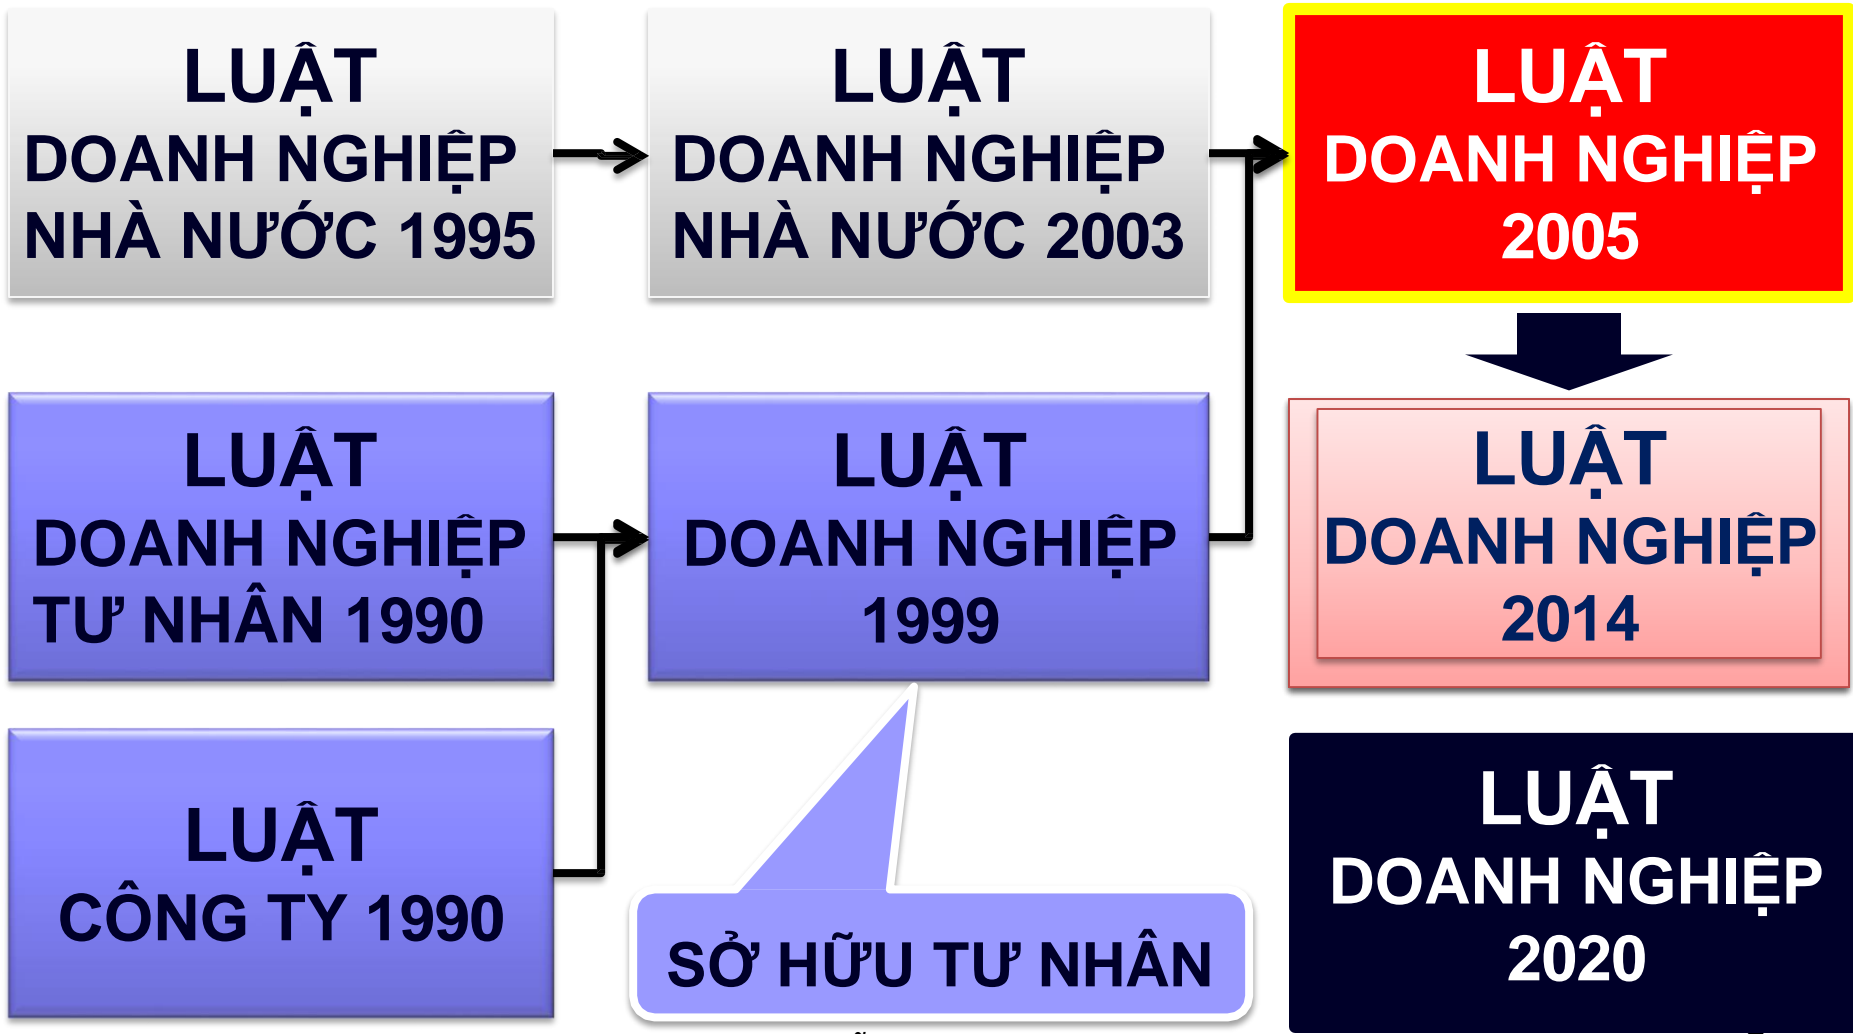 LUẬT
DOANH NGHIỆP
NHÀ NƯỚC 1995
LUẬT
DOANH NGHIỆP
NHÀ NƯỚC 2003
LUẬT
DOANH NGHIỆP
2005
LUẬT
DOANH NGHIỆP
TƯ NHÂN 1990
LUẬT
DOANH NGHIỆP
1999
LUẬT
DOANH NGHIỆP
2014
LUẬT
CÔNG TY 1990
SỞ HỮU TƯ NHÂN
LUẬT
DOANH NGHIỆP
2020